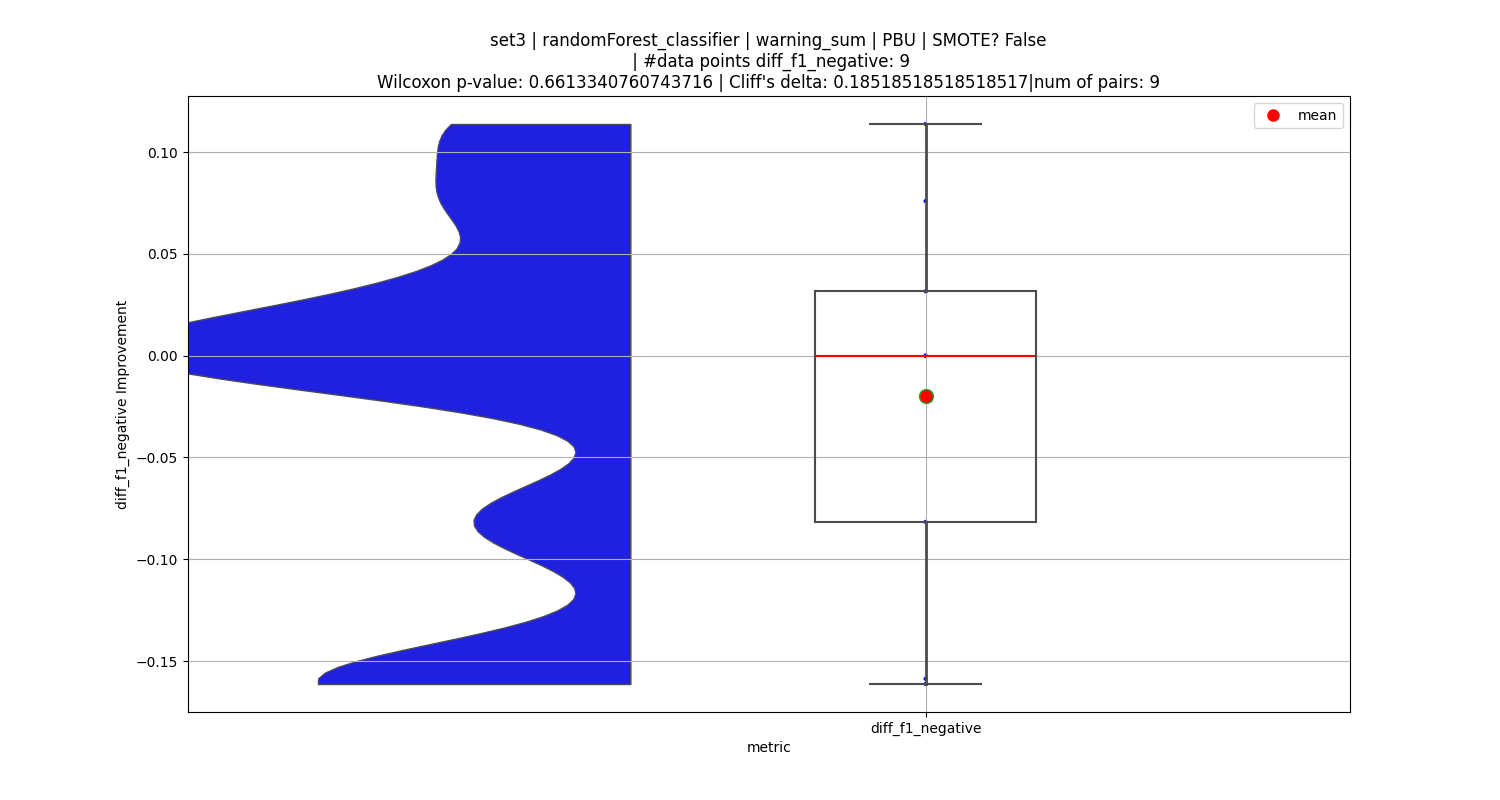 set3 | randomForest_classifier | warning_sum | PBU | SMOTE? False
| #data points diff_f1_negative: 9
Wilcoxon p-value: 0.6613340760743716 | Cliff's delta: 0.18518518518518517|num of pairs: 9
mean
0.10
0.05
0.00
−0.05
−0.10
−0.15
diff_f1_negative Improvement
diff_f1_negative
metric